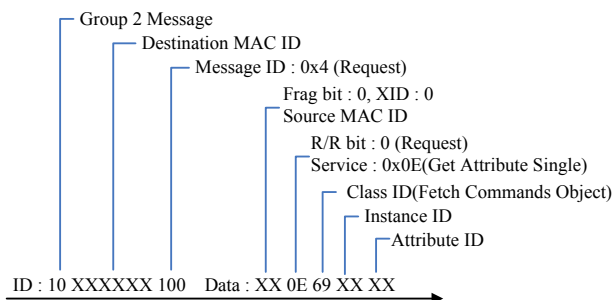 Group 2 Message
Destination MAC ID
Message ID : 0x4 (Request)
Frag bit : 0, XID : 0
Source MAC ID
R/R bit : 0 (Request)
Service : 0x0E(Get Attribute Single)
Class ID(Fetch Commands Object)
Instance ID
Attribute ID
ID : 10 XXXXXX 100 Data : XX 0E 69 XX XX